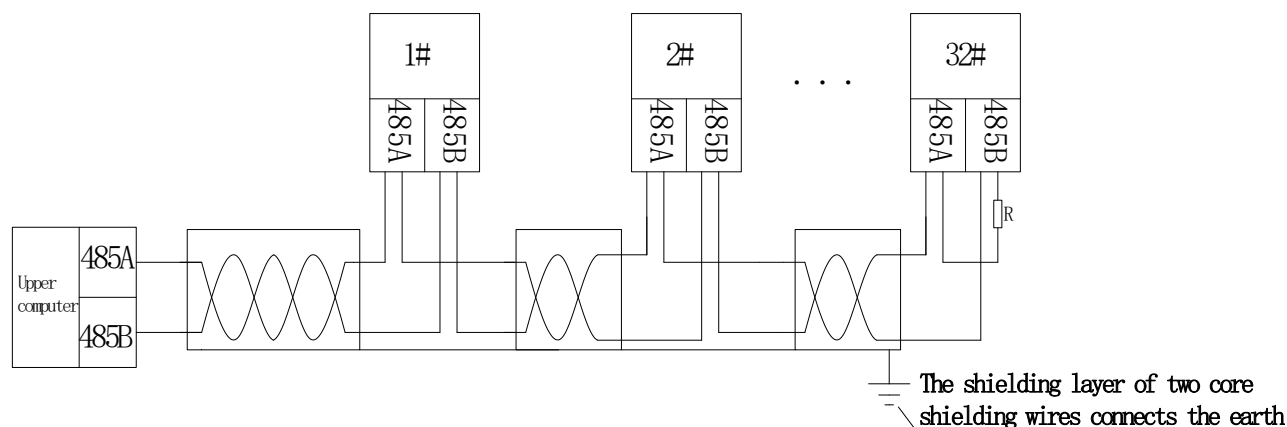 1#
2#
. . .
32#
485A
485B
485A
485B
485A
485B
R
Upper
computer
485A
485B
The shielding layer of two core
shielding wires connects the earth